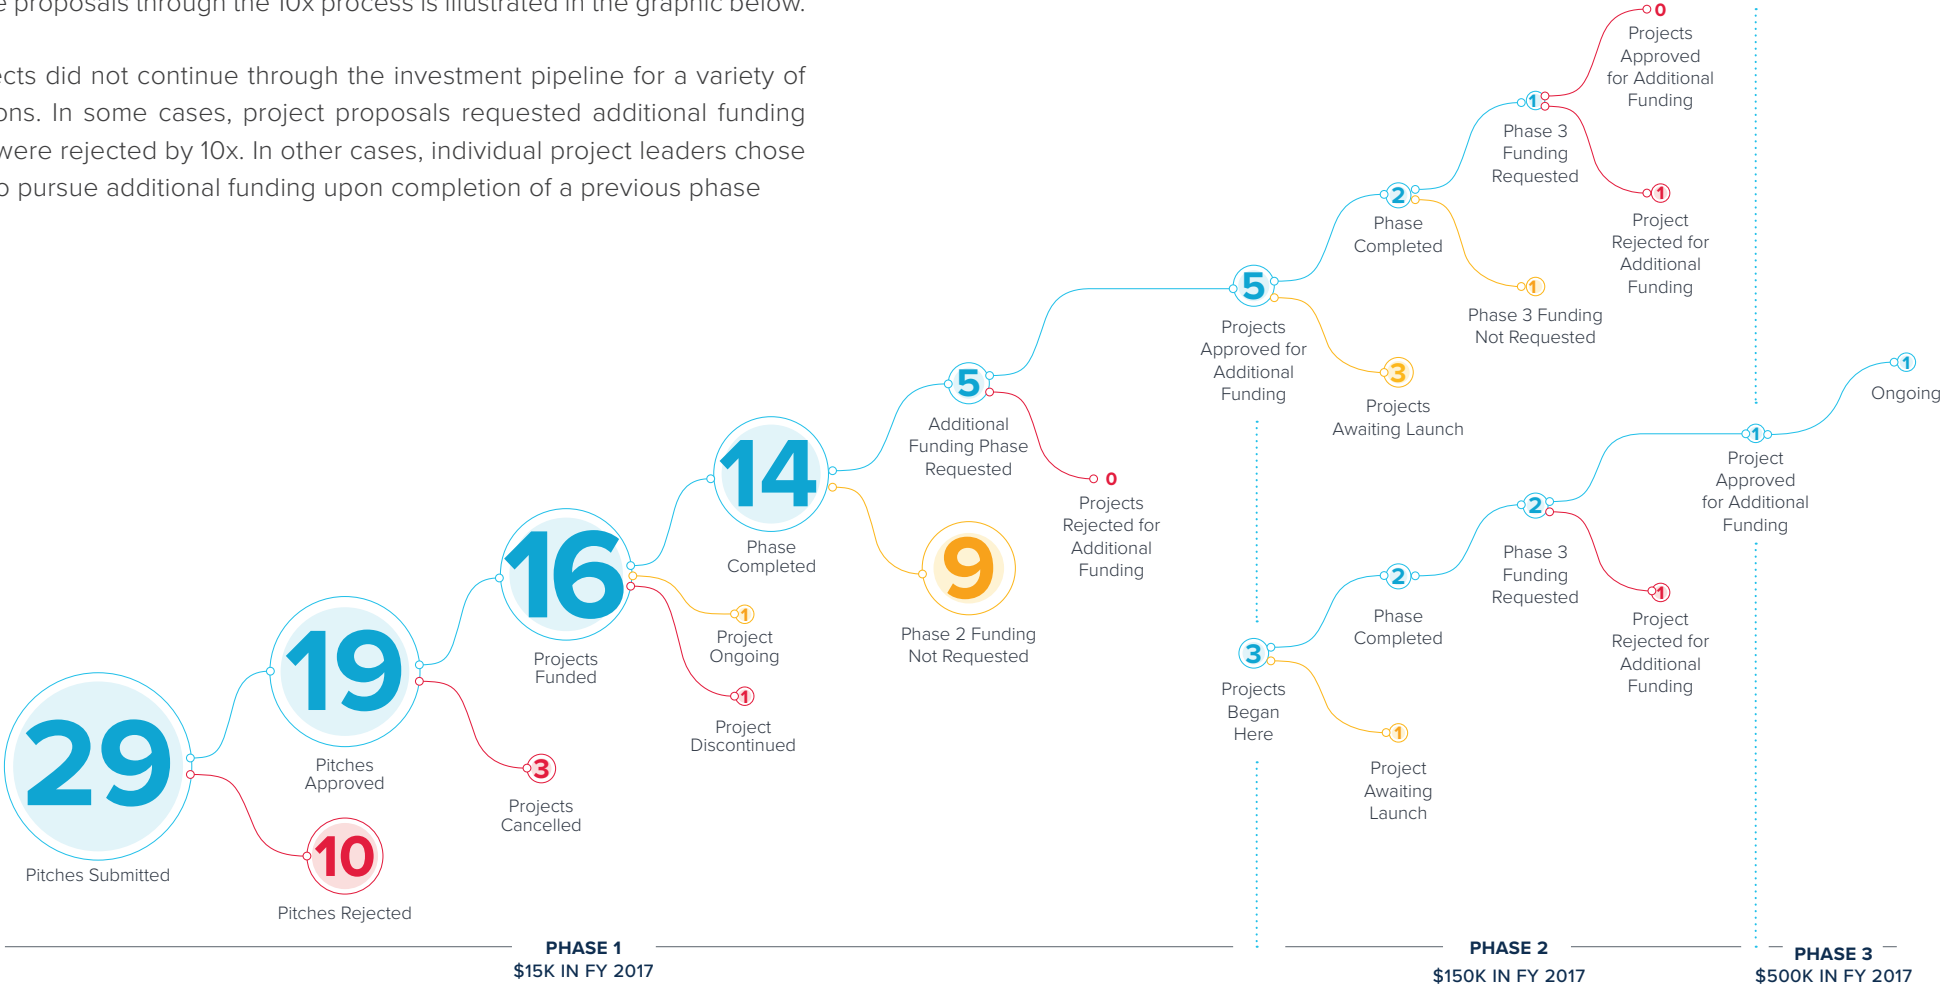 e proposals through the 10x process is illustrated in the graphic below.
ects did not continue through the investment pipeline for a variety of
ons. In some cases, project proposals requested additional funding
were rejected by 10x. In other cases, individual project leaders chose
o pursue additional funding upon completion of a previous phase
29
Pitches Submitted
10
Pitches Rejected
19
Pitches
Approved
3
Projects
Cancelled
16
Projects
Funded
1
Project
Ongoing
1
Project
Discontinued
14
Phase
Completed
9
Phase 2 Funding
Not Requested
5
Additional
Funding Phase
Requested
0
Projects
Rejected for
Additional
Funding
5
Projects
Approved for
Additional
Funding
3
Projects
Awaiting Launch
2
Phase
Completed
1
Phase 3 Funding
Not Requested
1
Phase 3
Funding
Requested
0
Projects
Approved
for Additional
Funding
1
Project
Rejected for
Additional
Funding
3
Projects
Began
Here
1
Project
Awaiting
Launch
2
Phase
Completed
2
Phase 3
Funding
Requested
1
Project
Rejected for
Additional
Funding
1
Project
Approved
for Additional
Funding
1
Ongoing
PHASE 1
$15K IN FY 2017
PHASE 2
$150K IN FY 2017
PHASE 3
$500K IN FY 2017